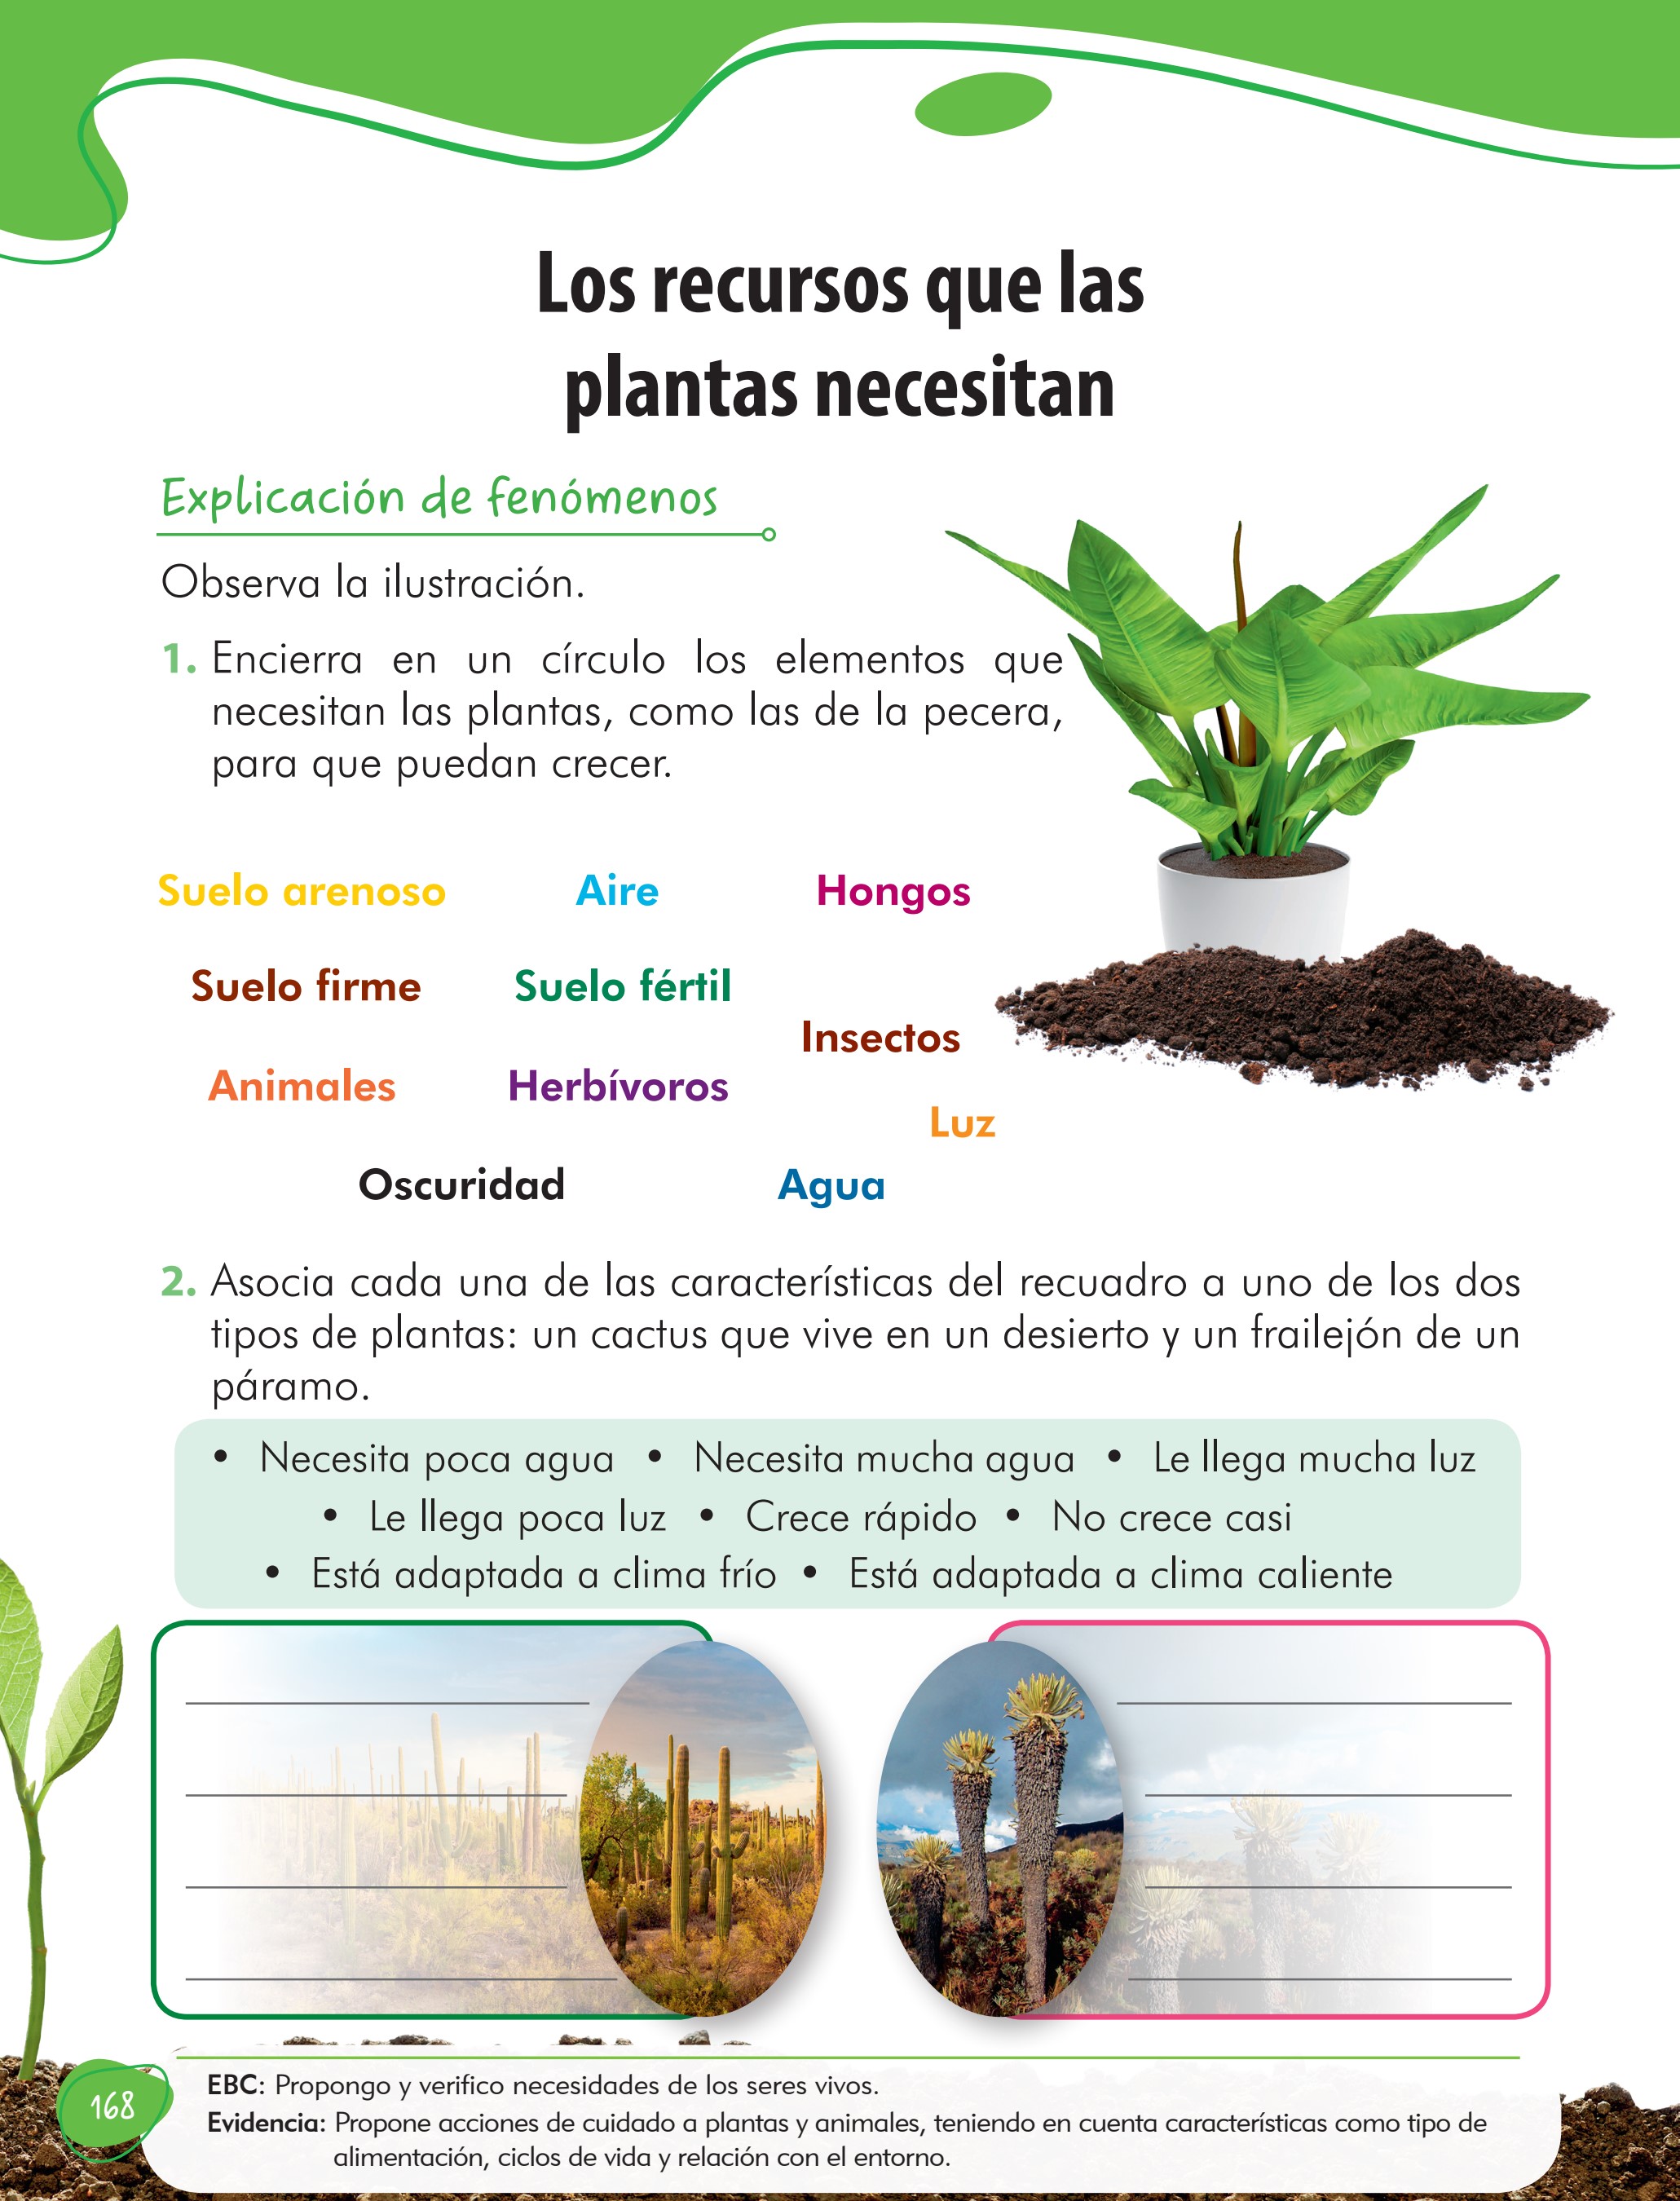 Los recursos que las
plantas necesitan
Explicación de fenómenos
Observa la ilustración.
1. Encierra en un círculo los elementos que
necesitan las plantas, como las de la pecera,
para que puedan crecer.
Suelo arenoso Aire Hongos
Suelo firme Suelo fértil
Insectos
Animales Herbívoros
Luz
Oscuridad Agua
2. Asocia cada una de las características del recuadro a uno de los dos
tipos de plantas: un cactus que vive en un desierto y un frailejón de un
páramo.
• Necesita poca agua • Necesita mucha agua • Le llega mucha luz
• Le llega poca luz • Crece rápido • No crece casi
• Está adaptada a clima frío • Está adaptada a clima caliente
168
EBC: Propongo y verifico necesidades de los seres vivos.
Evidencia: Propone acciones de cuidado a plantas y animales, teniendo en cuenta características como tipo de
alimentación, ciclos de vida y relación con el entorno.